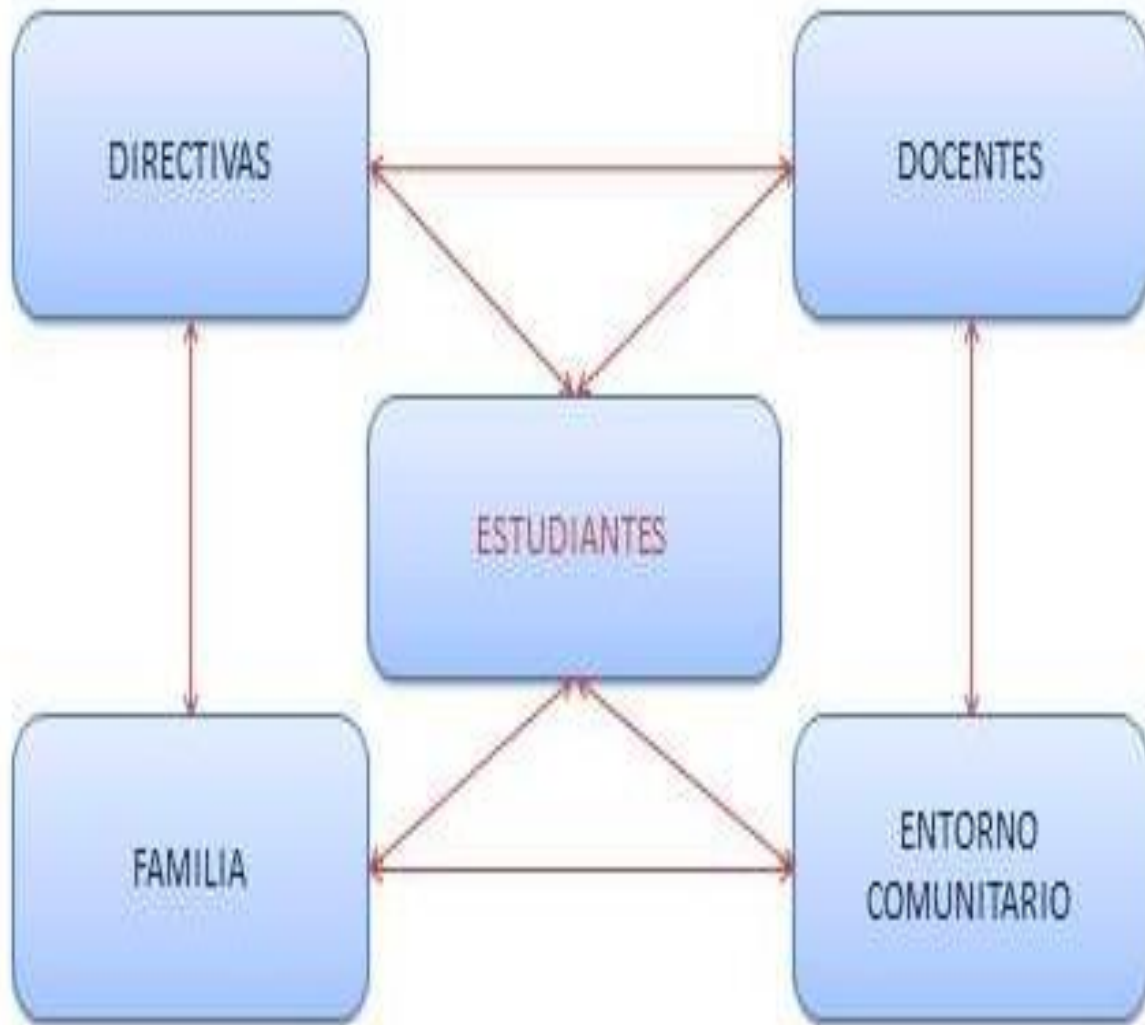 DIRECTIVAS
DOCENTES
ESTUDIANTES
FAMILIA
ENTORNO
COMUNITARIO